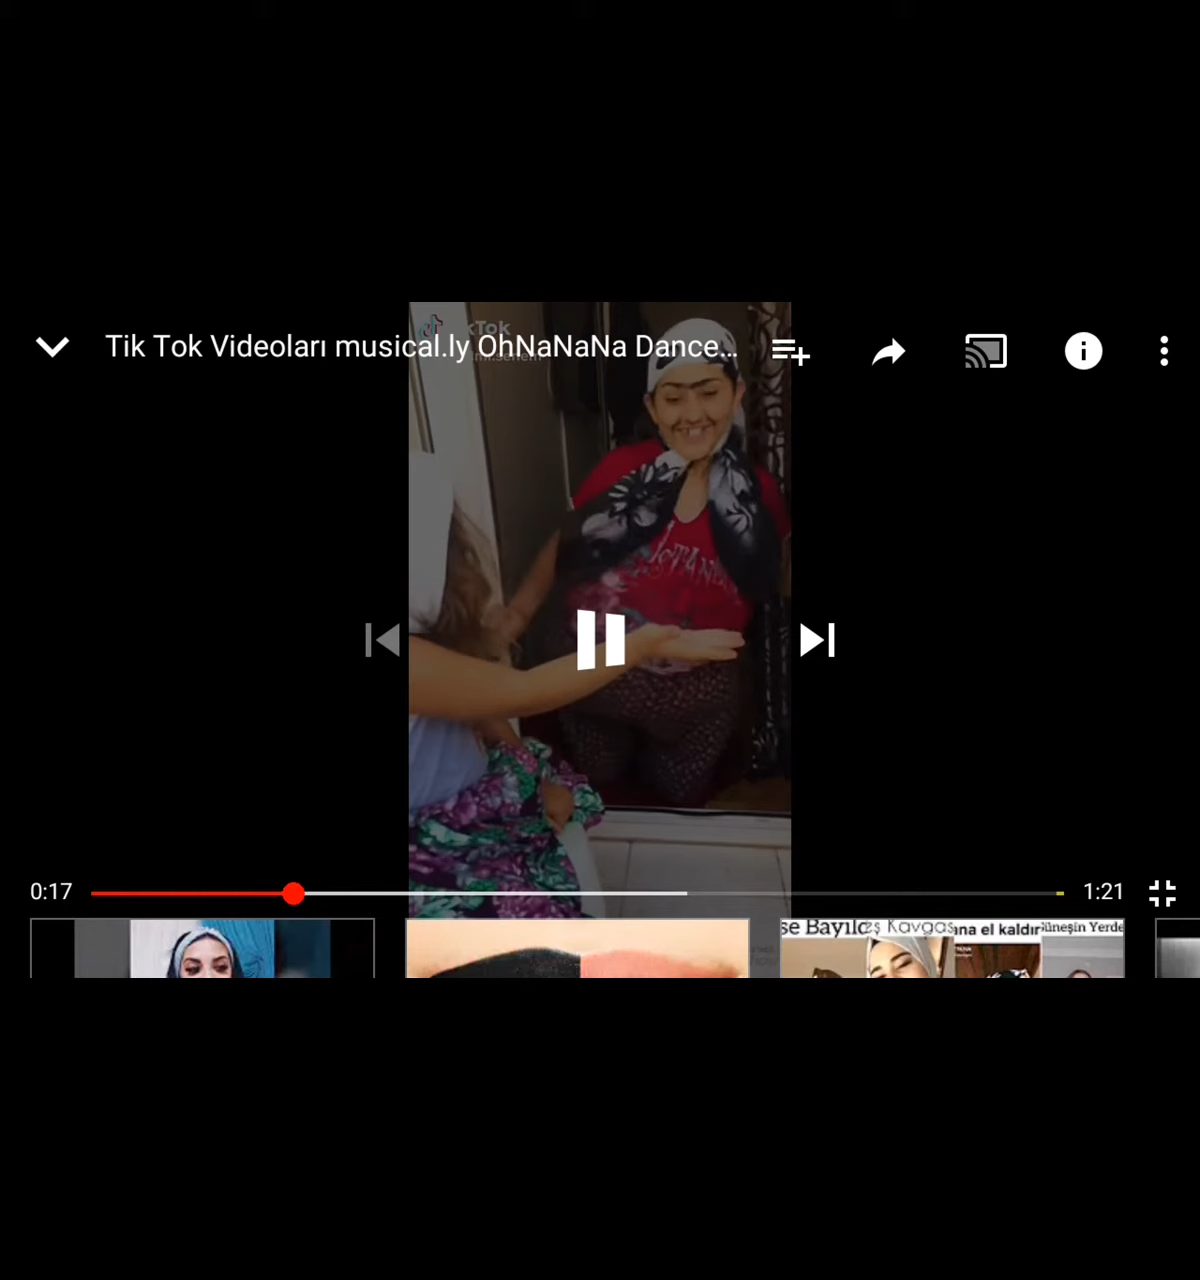 kTok
Tik Tok Videoları musical.ly OhNaNaNa Dance...
0:17
1:21
se Bayıld
ş Kavgas
ana el kaldır
Güneşin Yerde